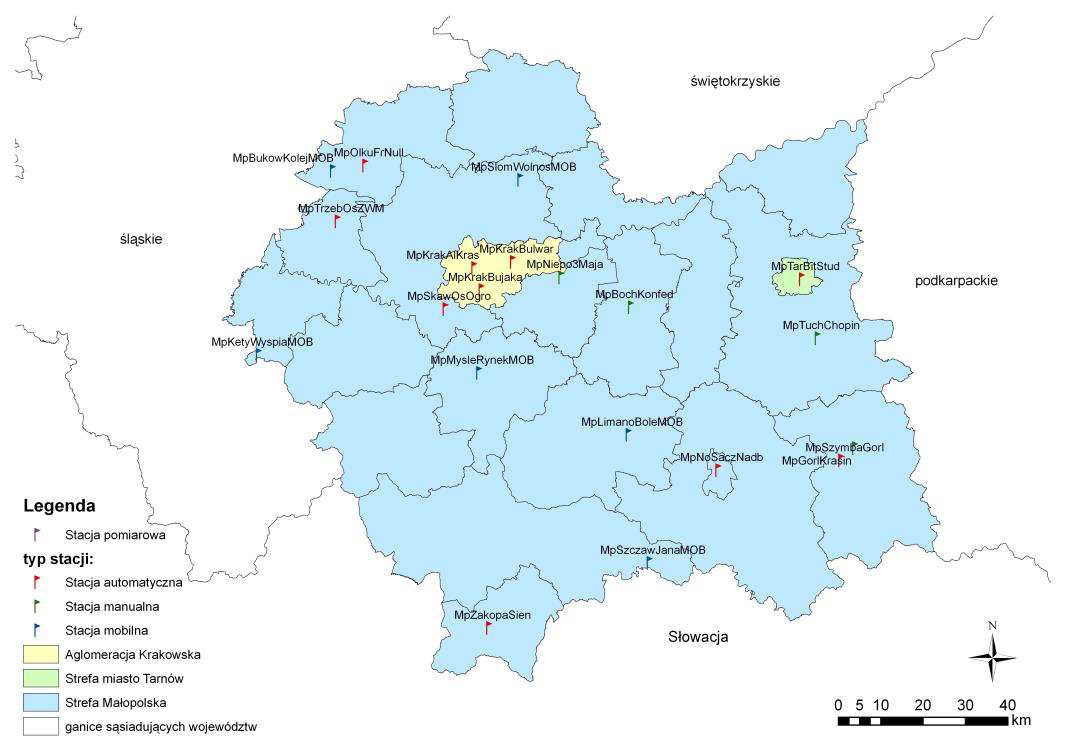 świętokrzyskie
MpBukowKolejMOB
MpOlkuFrNull
MpSlomWolnosMOB
MpTrzebOsZWM
śląskie
MpKrakAlKras
MpKrakBulwar
MpNiepo3Maja
MpTarBitStud
MpKrakBujaka
MpSkawOsOgro
MpBochKonfed
podkarpackie
MpTuchChopin
MpKetyWyspiaMOB
MpMysleRynekMOB
MpLimanoBoleMOB
MpNoSaczNadb
MpSzymbaGorl
MpGorlKrasin
MpSzczawJanaMOB
MpZakopaSien
Słowacja
Legenda
Stacja pomiarowa
typ stacji:
Stacja automatyczna
Stacja manualna
Stacja mobilna
Aglomeracja Krakowska
Strefa miasto Tarnów
Strefa Małopolska
ganice sąsiadujących województw
N
0 5 10 20 30 40
km